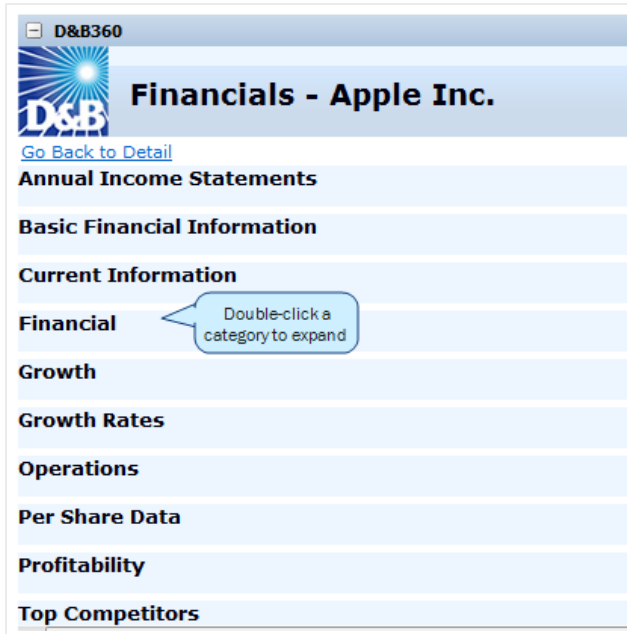 D&B360
D&B
Financials - Apple Inc.
Go Back to Detail
Annual Income Statements
Basic Financial Information
Current Information
Financial
Double-click a
category to expand
Growth
Growth Rates
Operations
Per Share Data
Profitability
Top Competitors